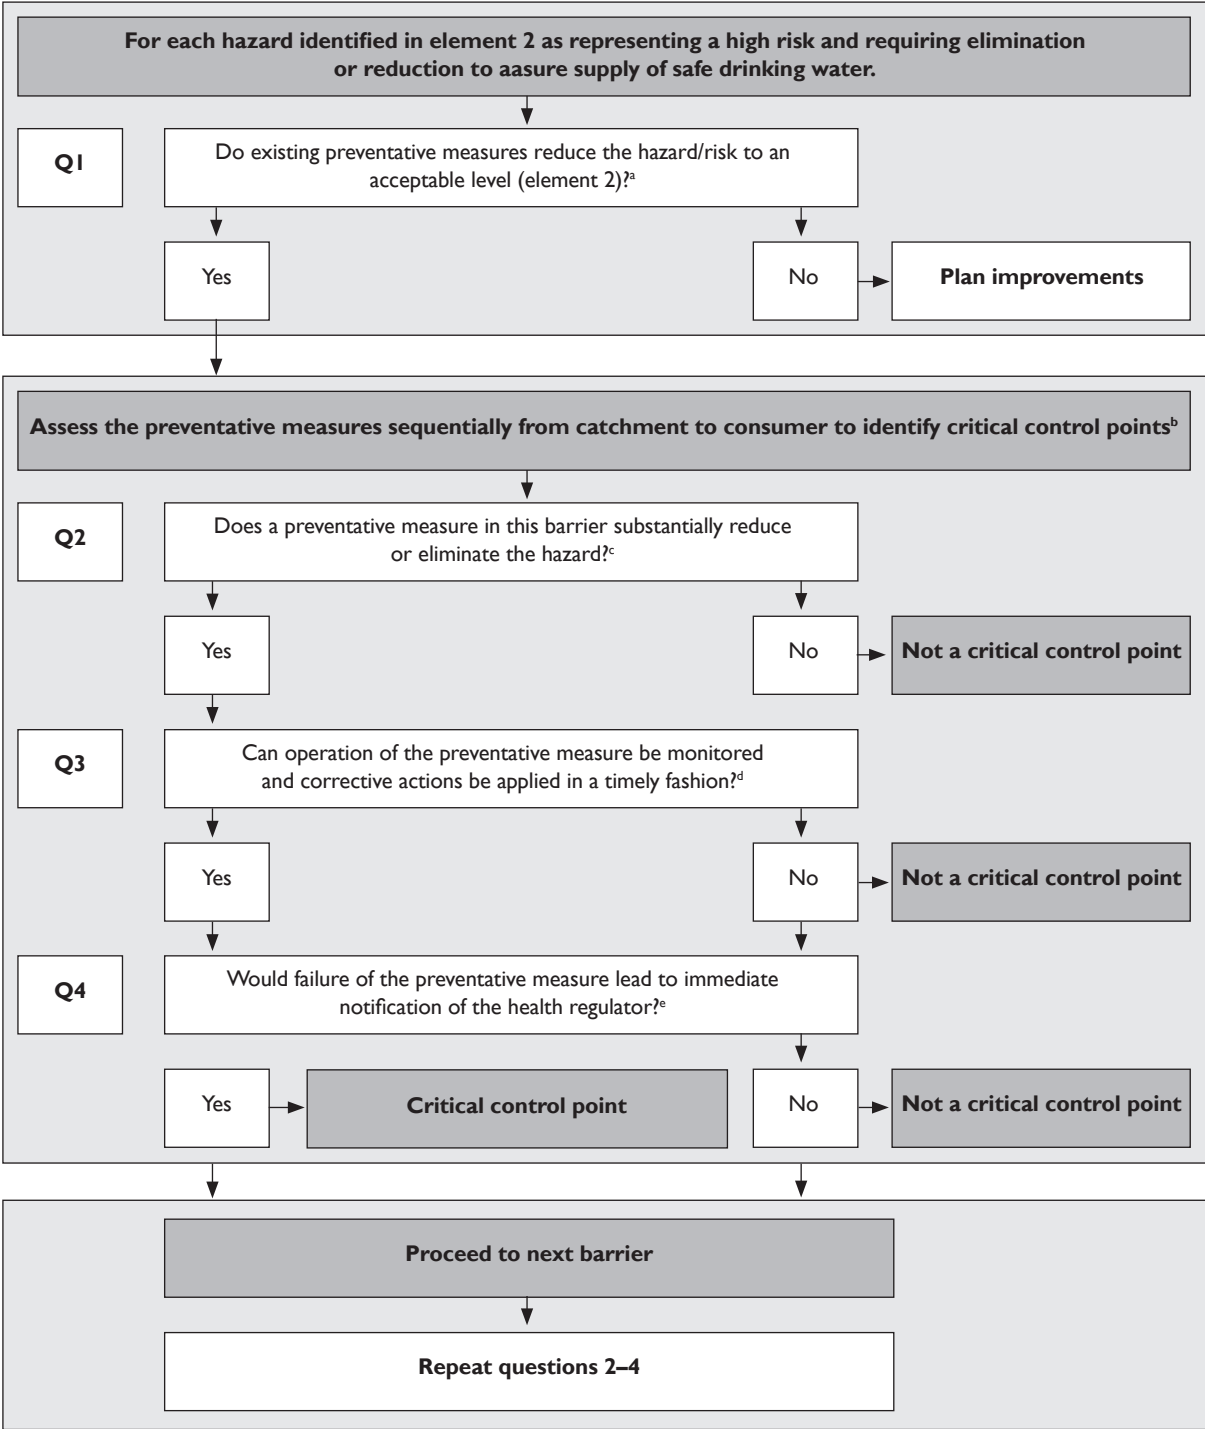 For each hazard identified in element 2 as representing a high risk and requiring elimination
or reduction to aasure supply of safe drinking water.
Q1
Do existing preventative measures reduce the hazard/risk to an
acceptable level (element 2)?ᵃ
Yes
No
Plan improvements
Assess the preventative measures sequentially from catchment to consumer to identify critical control pointsᵇ
Q2
Does a preventative measure in this barrier substantially reduce
or eliminate the hazard?ᶜ
Yes
No
Not a critical control point
Q3
Can operation of the preventative measure be monitored
and corrective actions be applied in a timely fashion?ᵈ
Yes
No
Not a critical control point
Q4
Would failure of the preventative measure lead to immediate
notification of the health regulator?ᵉ
Yes
Critical control point
No
Not a critical control point
Proceed to next barrier
Repeat questions 2–4